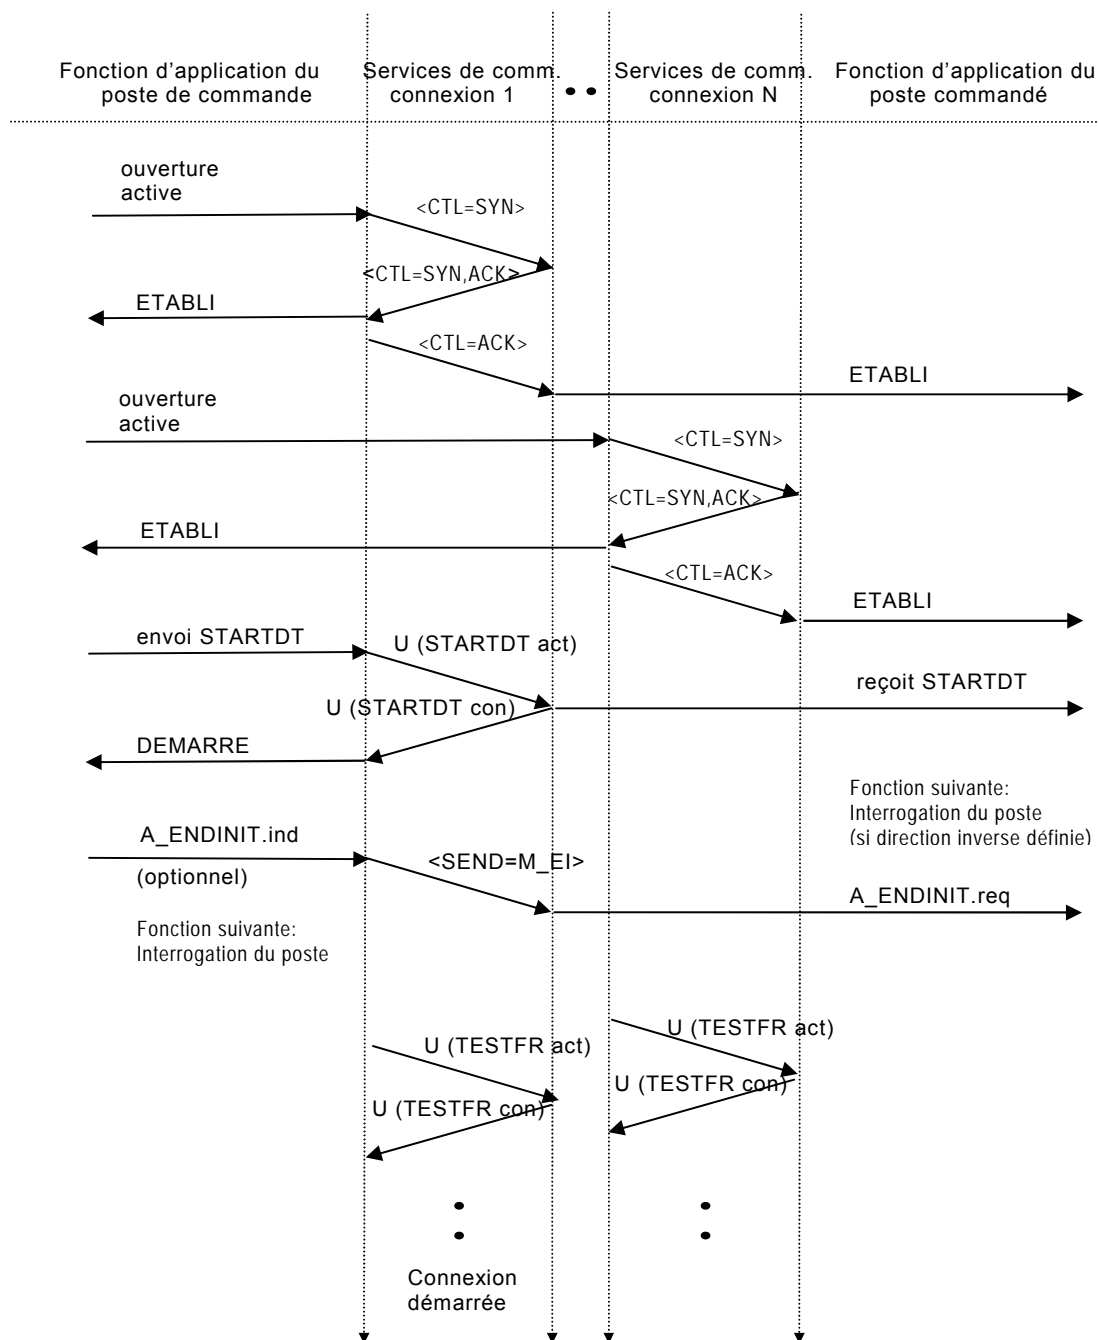 Fonction d'application du
poste de commande
Services de comm.
connexion 1
Services de comm.
connexion N
Fonction d'application du
poste commandé
ouverture
active
<CTL=SYN>
<CTL=SYN,ACK>
ETABLI
<CTL=ACK>
ETABLI
ouverture
active
<CTL=SYN>
<CTL=SYN,ACK>
ETABLI
<CTL=ACK>
ETABLI
envoi STARTDT
U (STARTDT act)
reçoit STARTDT
U (STARTDT con)
DEMARRE
Fonction suivante:
Interrogation du poste
(si direction inverse définie)
A_ENDINIT.ind
(optionnel)
<SEND=M_EI>
A_ENDINIT.req
Fonction suivante:
Interrogation du poste
U (TESTFR act)
U (TESTFR act)
U (TESTFR con)
U (TESTFR con)
Connexion
démarrée